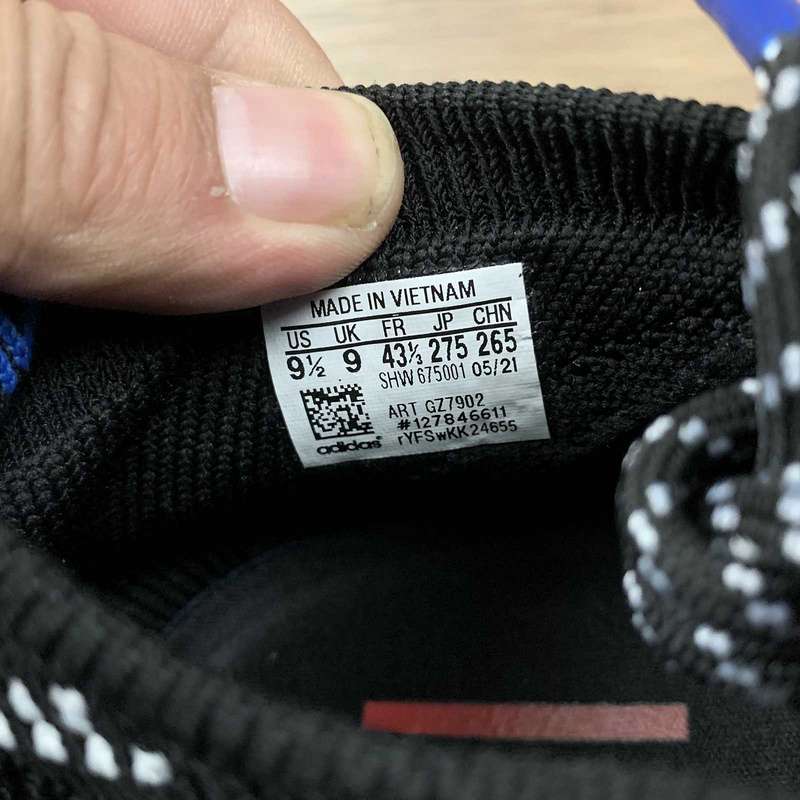 MADE IN VIETNAM
US UK FR JP CHN
9½ 9 43⅓ 275 265
SHW 675001 05/21
ART GZ7902
#127846611
rYFSwKK24655
adidas